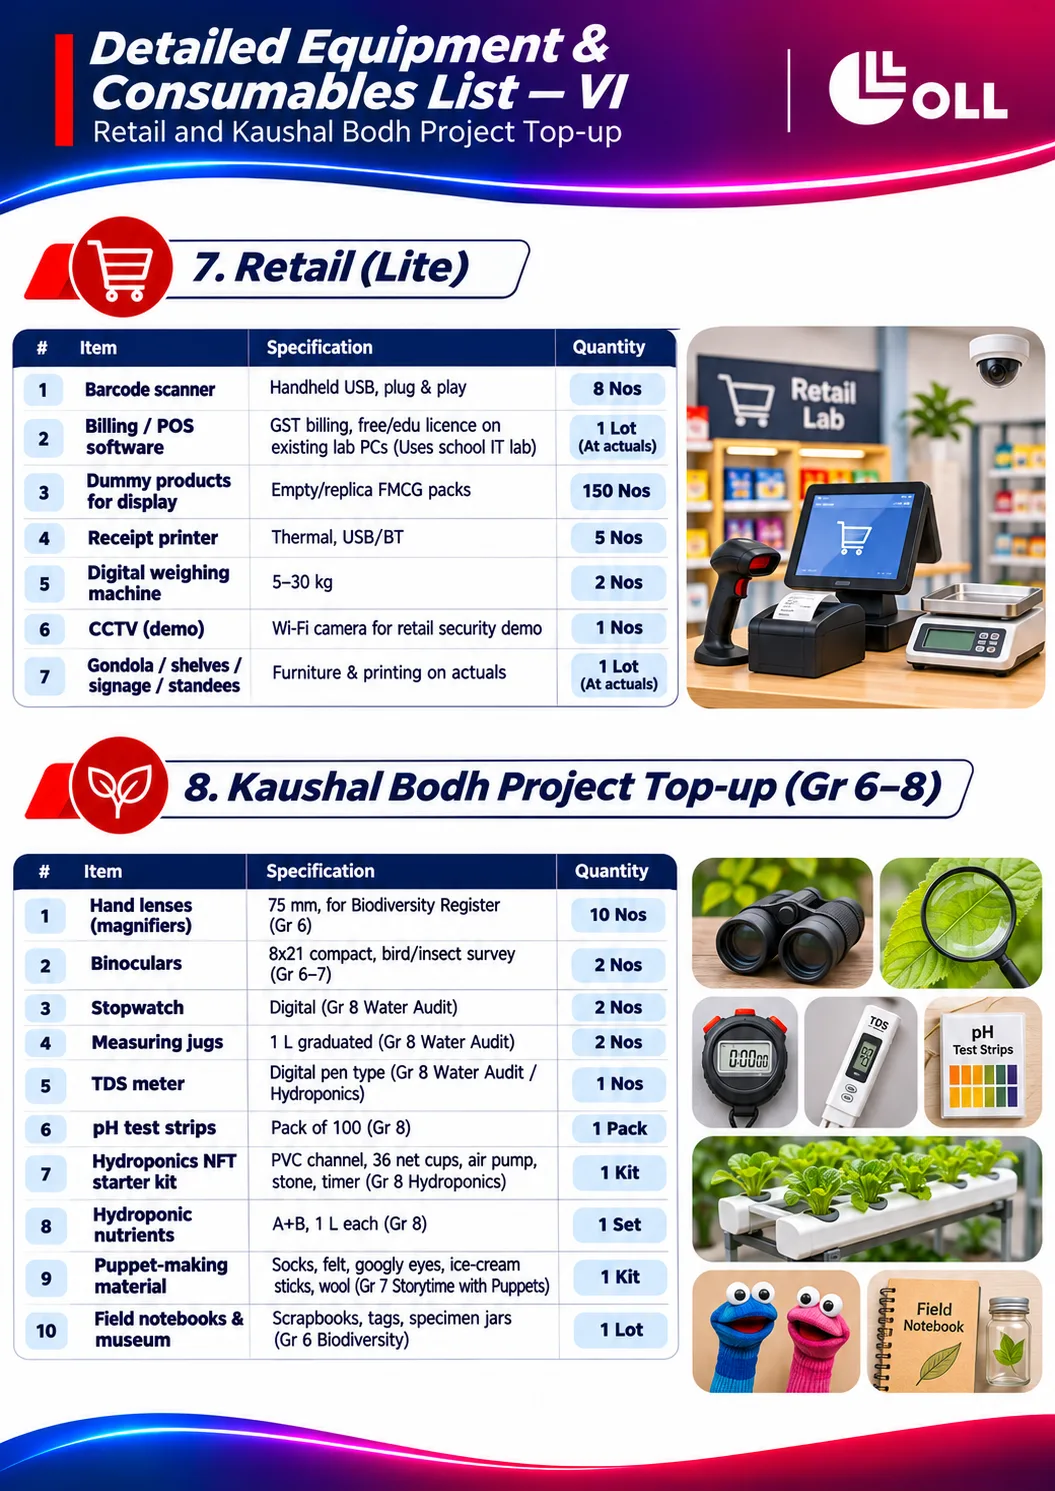 Detailed Equipment &
Consumables List – VI
Retail and Kaushal Bodh Project Top-up
OLL
7. Retail (Lite)
# Item Specification Quantity
1 Barcode scanner Handheld USB, plug & play 8 Nos
2 Billing / POS software GST billing, free/edu licence on existing lab PCs (Uses school IT lab) 1 Lot (At actuals)
3 Dummy products for display Empty/replica FMCG packs 150 Nos
4 Receipt printer Thermal, USB/BT 5 Nos
5 Digital weighing machine 5–30 kg 2 Nos
6 CCTV (demo) Wi-Fi camera for retail security demo 1 Nos
7 Gondola / shelves / signage / standees Furniture & printing on actuals 1 Lot (At actuals)
Retail
Lab
8. Kaushal Bodh Project Top-up (Gr 6–8)
# Item Specification Quantity
1 Hand lenses (magnifiers) 75 mm, for Biodiversity Register (Gr 6) 10 Nos
2 Binoculars 8x21 compact, bird/insect survey (Gr 6–7) 2 Nos
3 Stopwatch Digital (Gr 8 Water Audit) 2 Nos
4 Measuring jugs 1 L graduated (Gr 8 Water Audit) 2 Nos
5 TDS meter Digital pen type (Gr 8 Water Audit / Hydroponics) 1 Nos
6 pH test strips Pack of 100 (Gr 8) 1 Pack
7 Hydroponics NFT starter kit PVC channel, 36 net cups, air pump, stone, timer (Gr 8 Hydroponics) 1 Kit
8 Hydroponic nutrients A+B, 1 L each (Gr 8) 1 Set
9 Puppet-making material Socks, felt, googly eyes, ice-cream sticks, wool (Gr 7 Storytime with Puppets) 1 Kit
10 Field notebooks & museum Scrapbooks, tags, specimen jars (Gr 6 Biodiversity) 1 Lot
0:00:00
TDS
pH
Test Strips
Field
Notebook